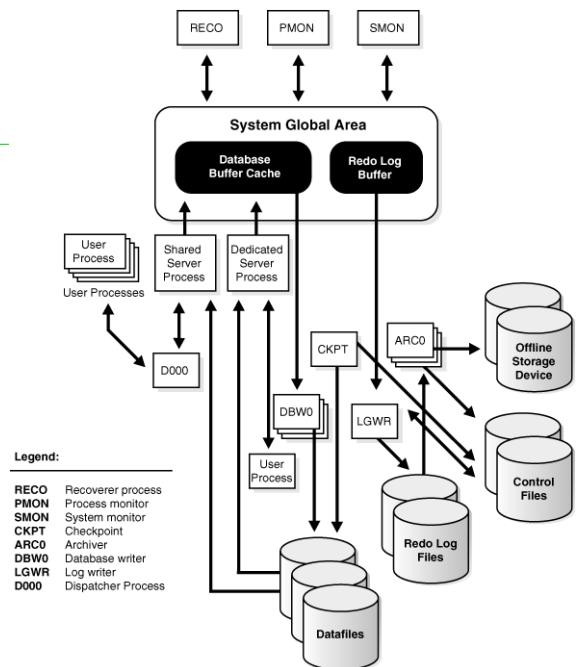 RECO
PMON
SMON
System Global Area
Database
Buffer Cache
Redo Log
Buffer
User
Process
User Processes
Shared
Server
Process
Dedicated
Server
Process
D000
CKPT
ARC0
Offline
Storage
Device
DBW0
LGWR
User
Process
Control
Files
Redo Log
Files
Datafiles
Legend:
RECO Recoverer process
PMON Process monitor
SMON System monitor
CKPT Checkpoint
ARC0 Archiver
DBW0 Database writer
LGWR Log writer
D000 Dispatcher Process